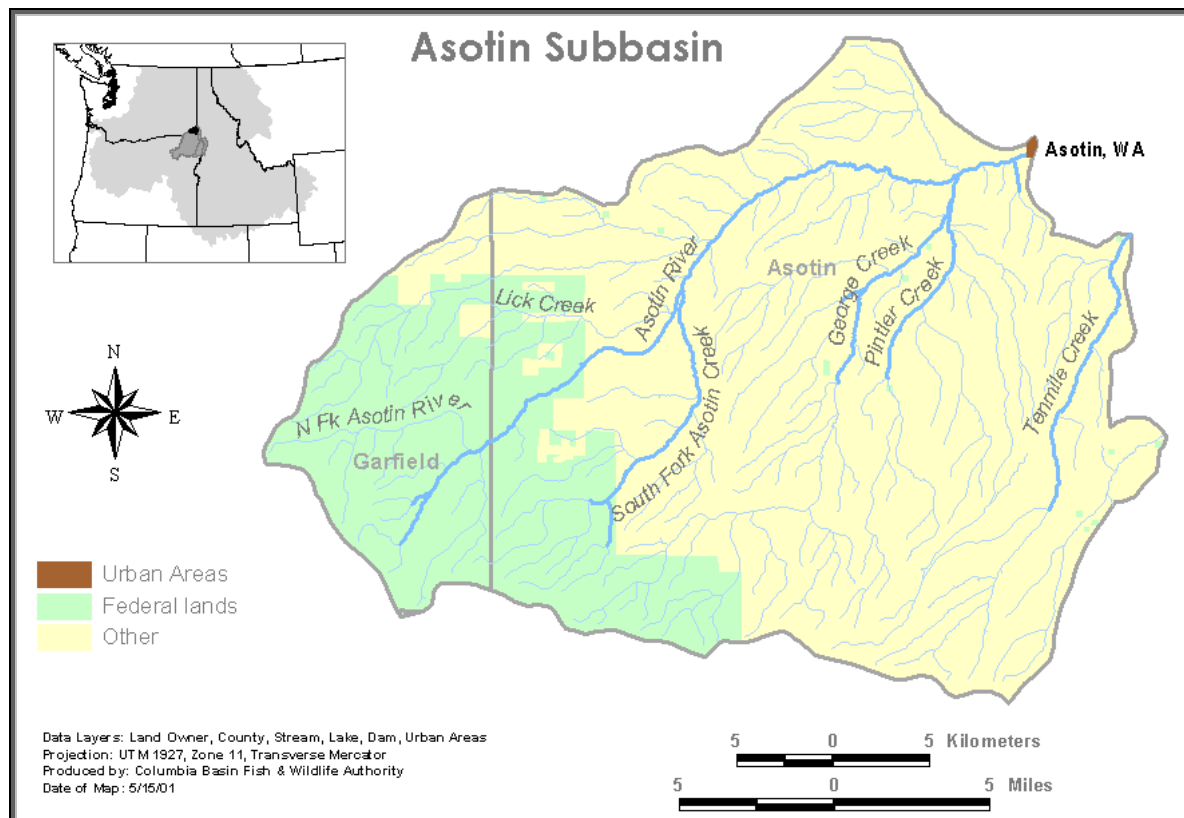 Asotin Subbasin
Asotin, WA
Asotin River
Lick Creek
Asotin
George Creek
Pintler Creek
Tenmile Creek
N Fk Asotin River
Garfield
South Fork Asotin Creek
N
W E
S
Urban Areas
Federal lands
Other
Data Layers: Land Owner, County, Stream, Lake, Dam, Urban Areas
Projection: UTM 1927, Zone 11, Transverse Mercator
Produced by: Columbia Basin Fish & Wildlife Authority
Date of Map: 5/15/01
5 0 5 Kilometers
5 0 5 Miles